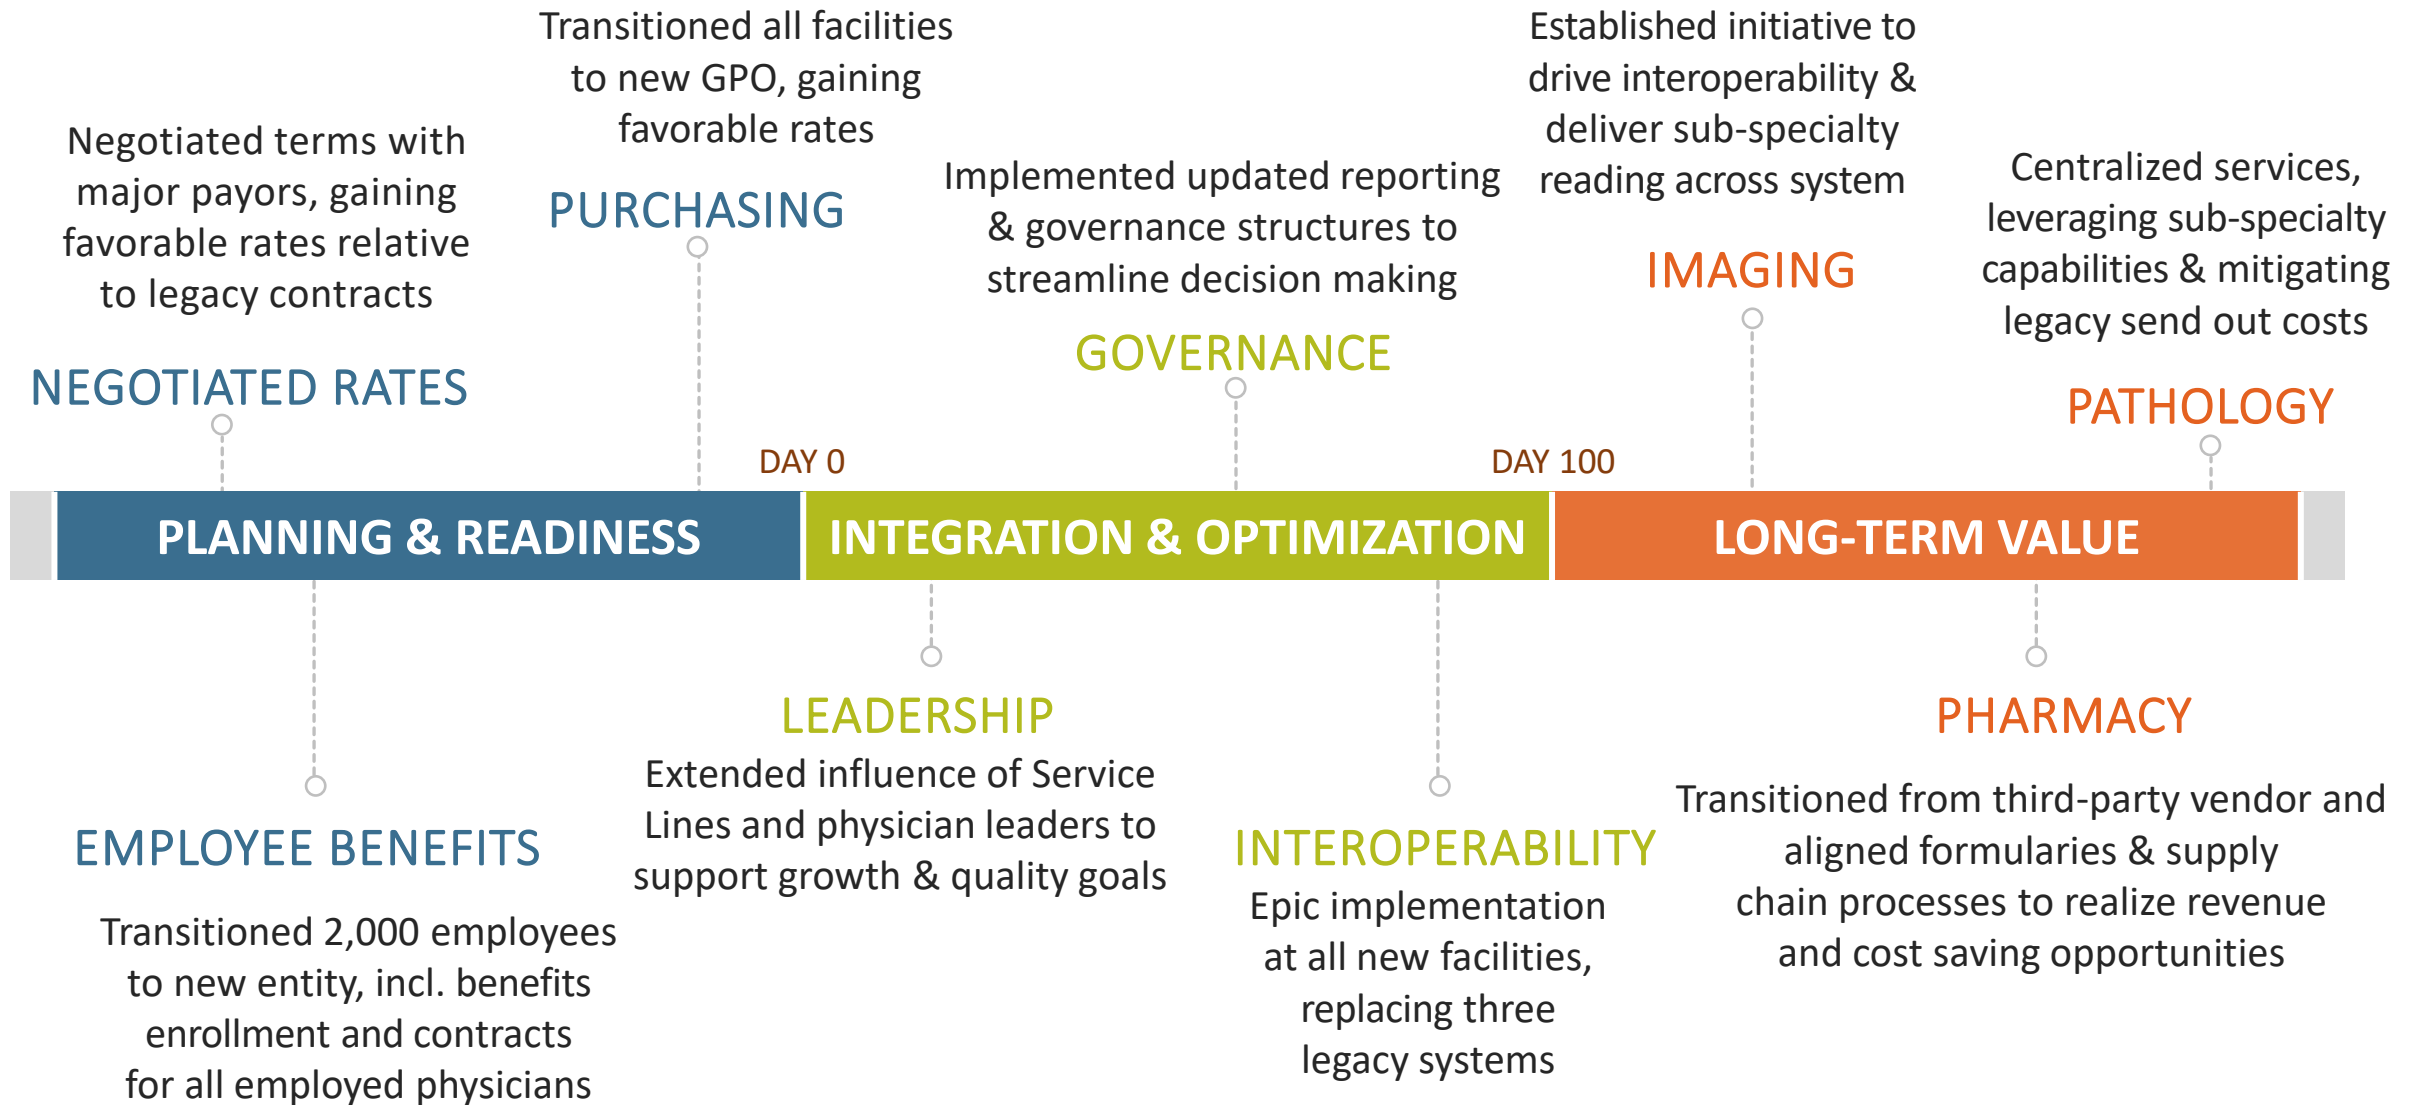 Negotiated terms with
major payors, gaining
favorable rates relative
to legacy contracts
NEGOTIATED RATES
Transitioned all facilities
to new GPO, gaining
favorable rates
PURCHASING
Implemented updated reporting
& governance structures to
streamline decision making
GOVERNANCE
Established initiative to
drive interoperability &
deliver sub-specialty
reading across system
IMAGING
Centralized services,
leveraging sub-specialty
capabilities & mitigating
legacy send out costs
PATHOLOGY
DAY 0
DAY 100
PLANNING & READINESS
INTEGRATION & OPTIMIZATION
LONG-TERM VALUE
EMPLOYEE BENEFITS
Transitioned 2,000 employees
to new entity, incl. benefits
enrollment and contracts
for all employed physicians
LEADERSHIP
Extended influence of Service
Lines and physician leaders to
support growth & quality goals
INTEROPERABILITY
Epic implementation
at all new facilities,
replacing three
legacy systems
PHARMACY
Transitioned from third-party vendor and
aligned formularies & supply
chain processes to realize revenue
and cost saving opportunities